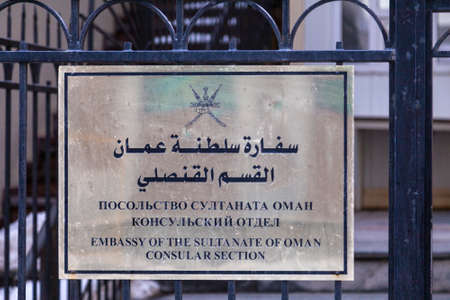 سفارة سلطنة عمان
القسم القنصلي
ПОСОЛЬСТВО СУЛТАНАТА ОМАН
КОНСУЛЬСКИЙ ОТДЕЛ
EMBASSY OF THE SULTANATE OF OMAN
CONSULAR SECTION